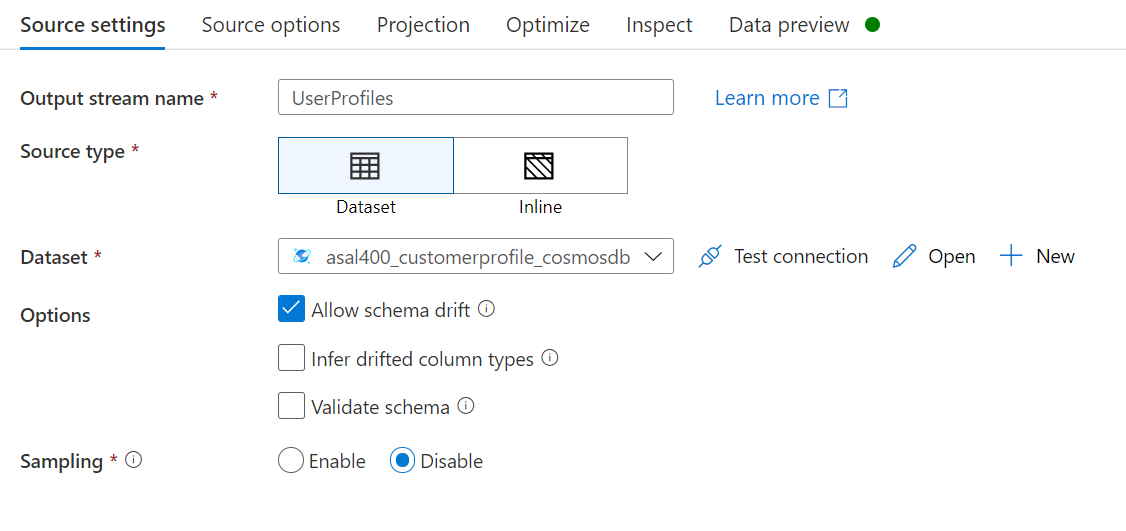 Source settings Source options Projection Optimize Inspect Data preview
Output stream name * UserProfiles Learn more
Source type *
Dataset Inline
Dataset * asal400_customerprofile_cosmosdb Test connection Open New
Options Allow schema drift
Infer drifted column types
Validate schema
Sampling * Enable Disable